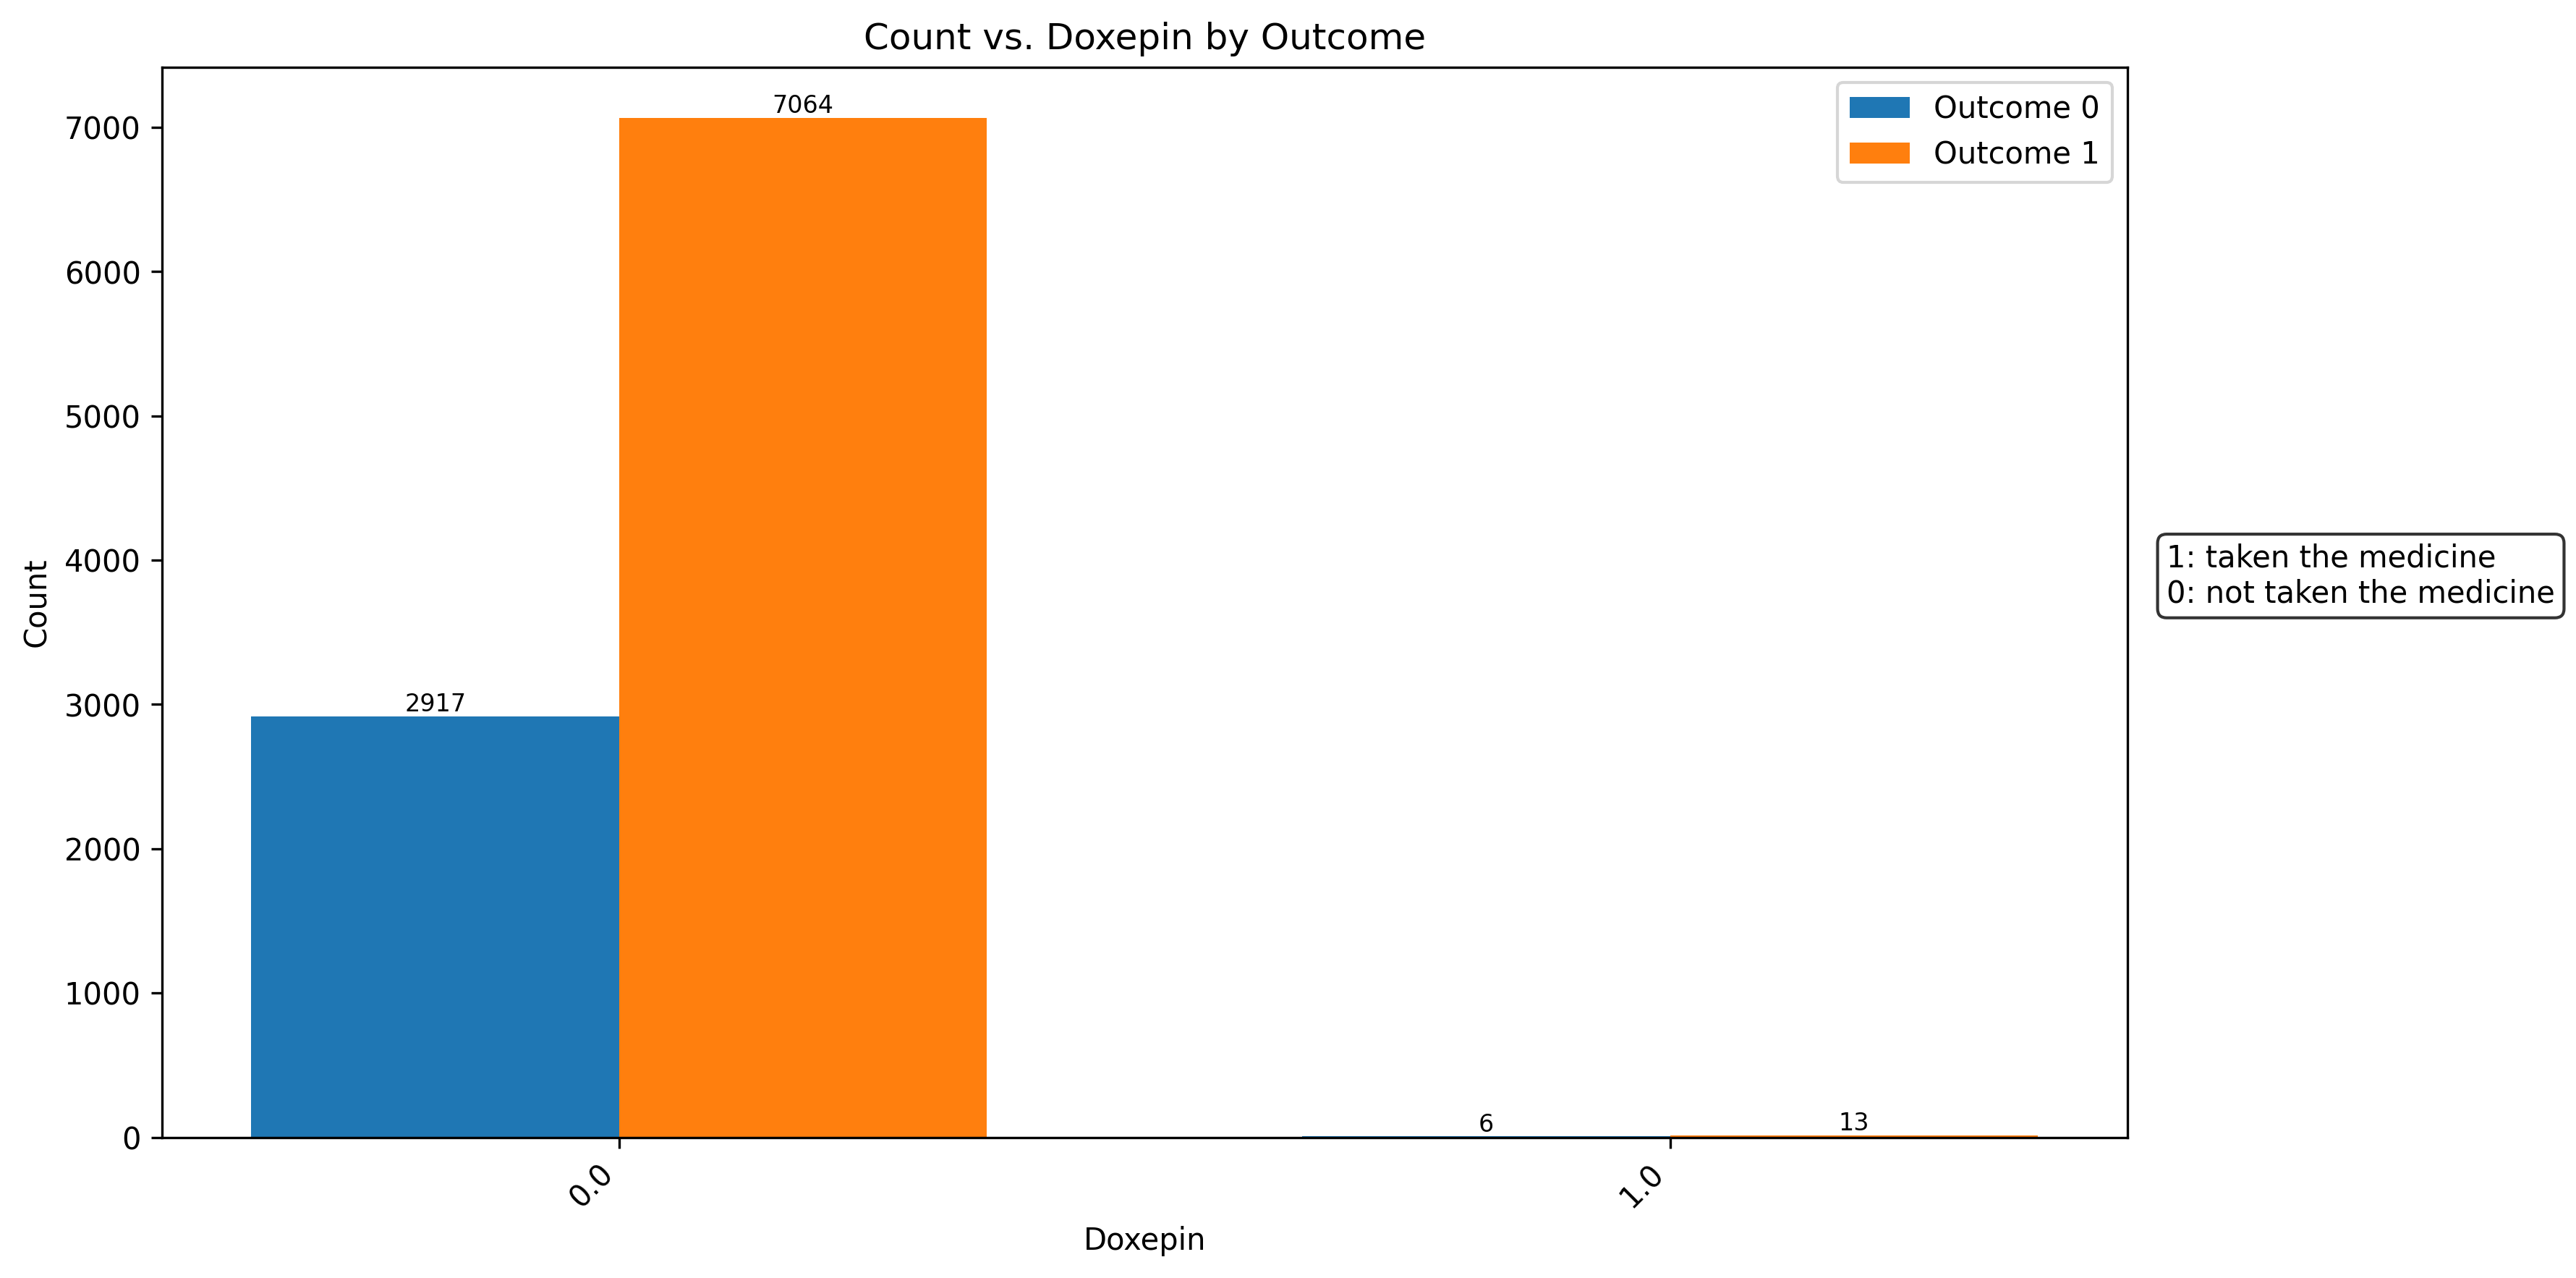 Count vs. Doxepin by Outcome
Outcome 0
Outcome 1
7064
7000
6000
5000
4000
3000
2000
1000
0
2917
6
13
Count
0.0
1.0
Doxepin
1: taken the medicine
0: not taken the medicine